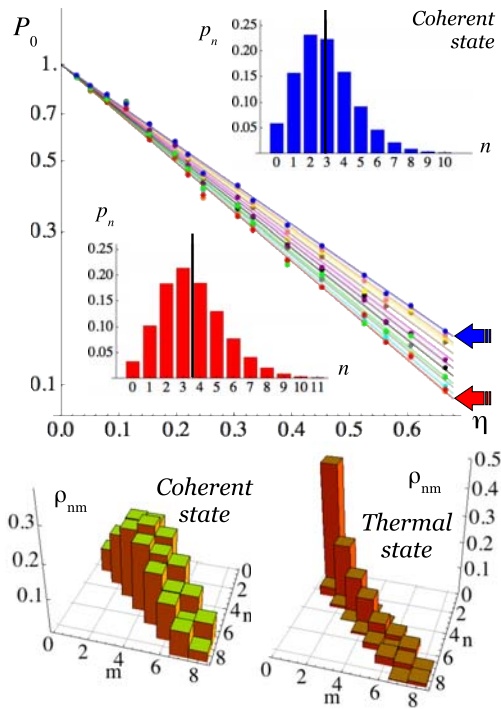 P0
Coherent
state
pn
0.25
0.20
0.15
0.10
0.05
0 1 2 3 4 5 6 7 8 9 10
n
1.
0.7
0.5
0.3
0.1
pn
0.25
0.20
0.15
0.10
0.05
0 1 2 3 4 5 6 7 8 9 10 11
n
0.0 0.1 0.2 0.3 0.4 0.5 0.6
η
ρnm
Coherent
state
0.3
0.2
0.1
0 2 4 6 8
m
0 2 4 6 8
n
ρnm
Thermal
state
0.5
0.4
0.3
0.2
0.1
0
0 2 4 6 8
m
0 2 4 6 8
n